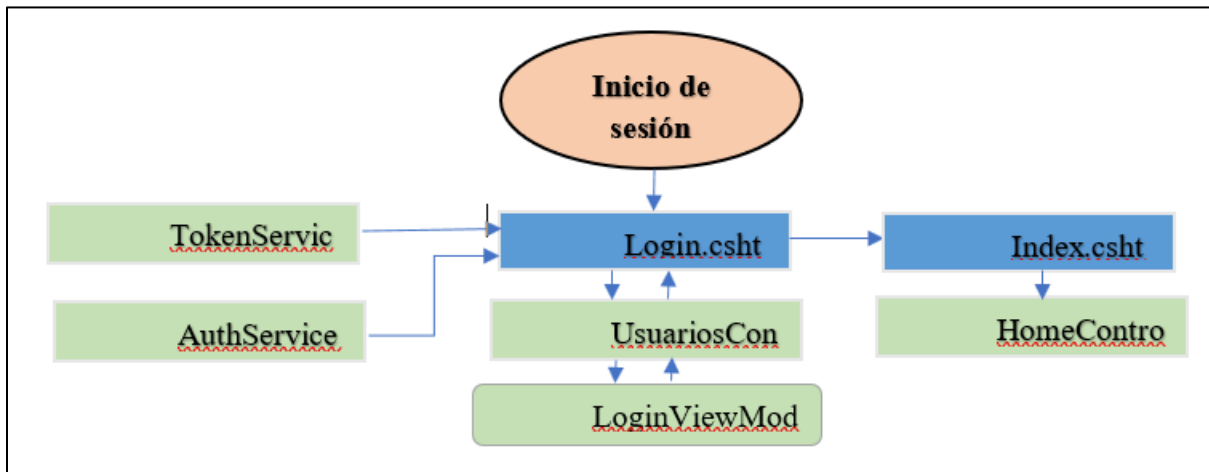 Inicio de
sesión
TokenServic
Login.csht
Index.csht
AuthService
UsuariosCon
HomeContro
LoginViewMod